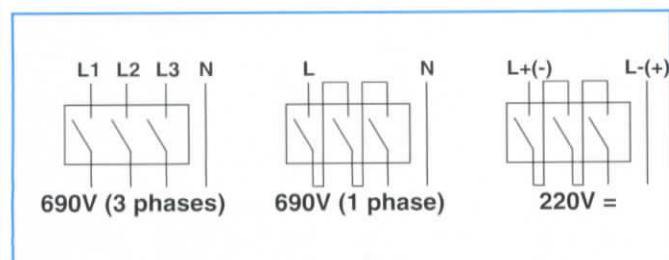 L1 L2 L3 N
L N
L+(-) L-(+)
690V (3 phases)
690V (1 phase)
220V =